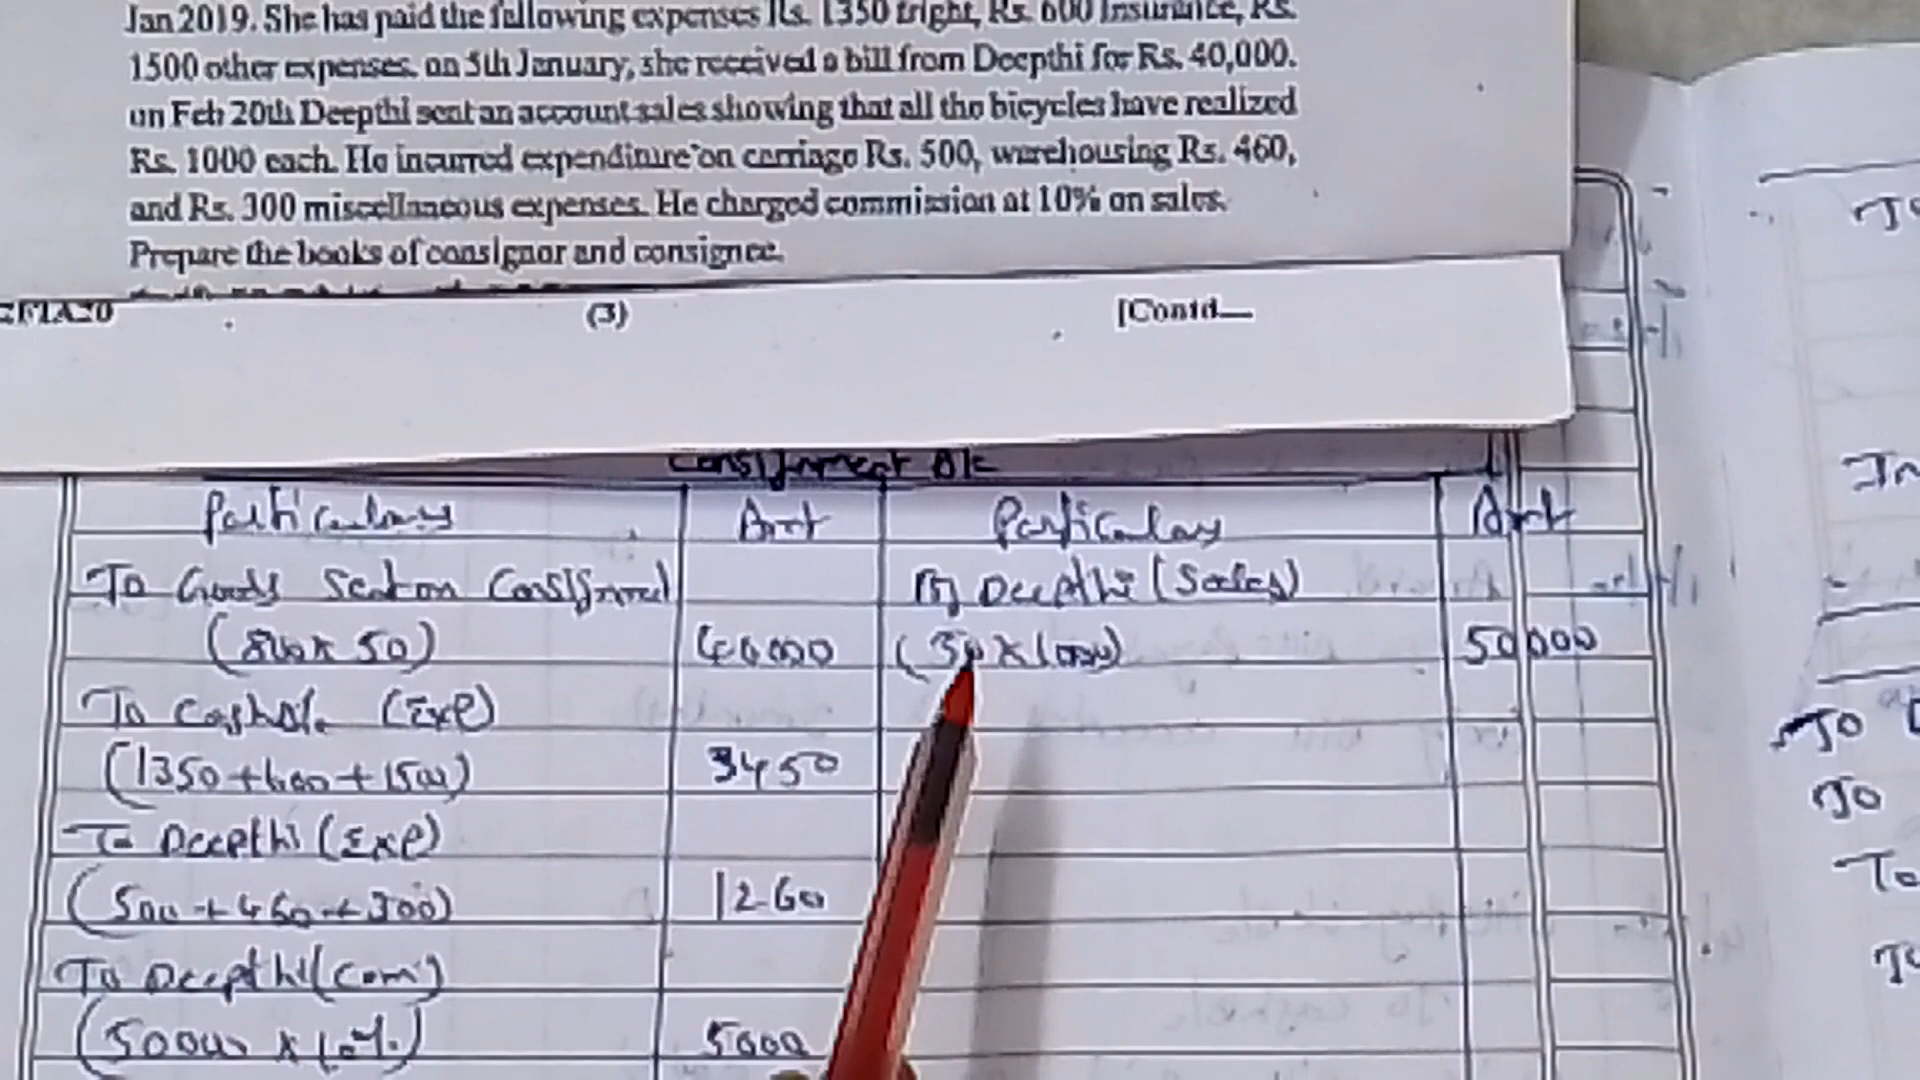 Jan 2019. She has paid the following expenses Rs. 1350 fright, Rs. 600 Insurance, Rs.
1500 other expenses. on 5th January, she received a bill from Deepthi for Rs. 40,000.
on Feb 20th Deepthi sent an account sales showing that all the bicycles have realized
Rs. 1000 each. He incurred expenditure on carriage Rs. 500, warehousing Rs. 460,
and Rs. 300 miscellaneous expenses. He charged commission at 10% on sales.
Prepare the books of consignor and consignee.
(3) [Contd—
Consignment A/c
Particulars Amt Particulars Amt
To Goods Sent on Consignment By Deepthi (Sales)
(800 x 50) 40000 (50 x 1000) 50000
To Cash A/c (Exp)
(1350 + 600 + 1500) 3450
To Deepthi (Exp)
(500 + 460 + 300) 1260
To Deepthi (Com)
(50000 x 10%) 5000
To
To
To